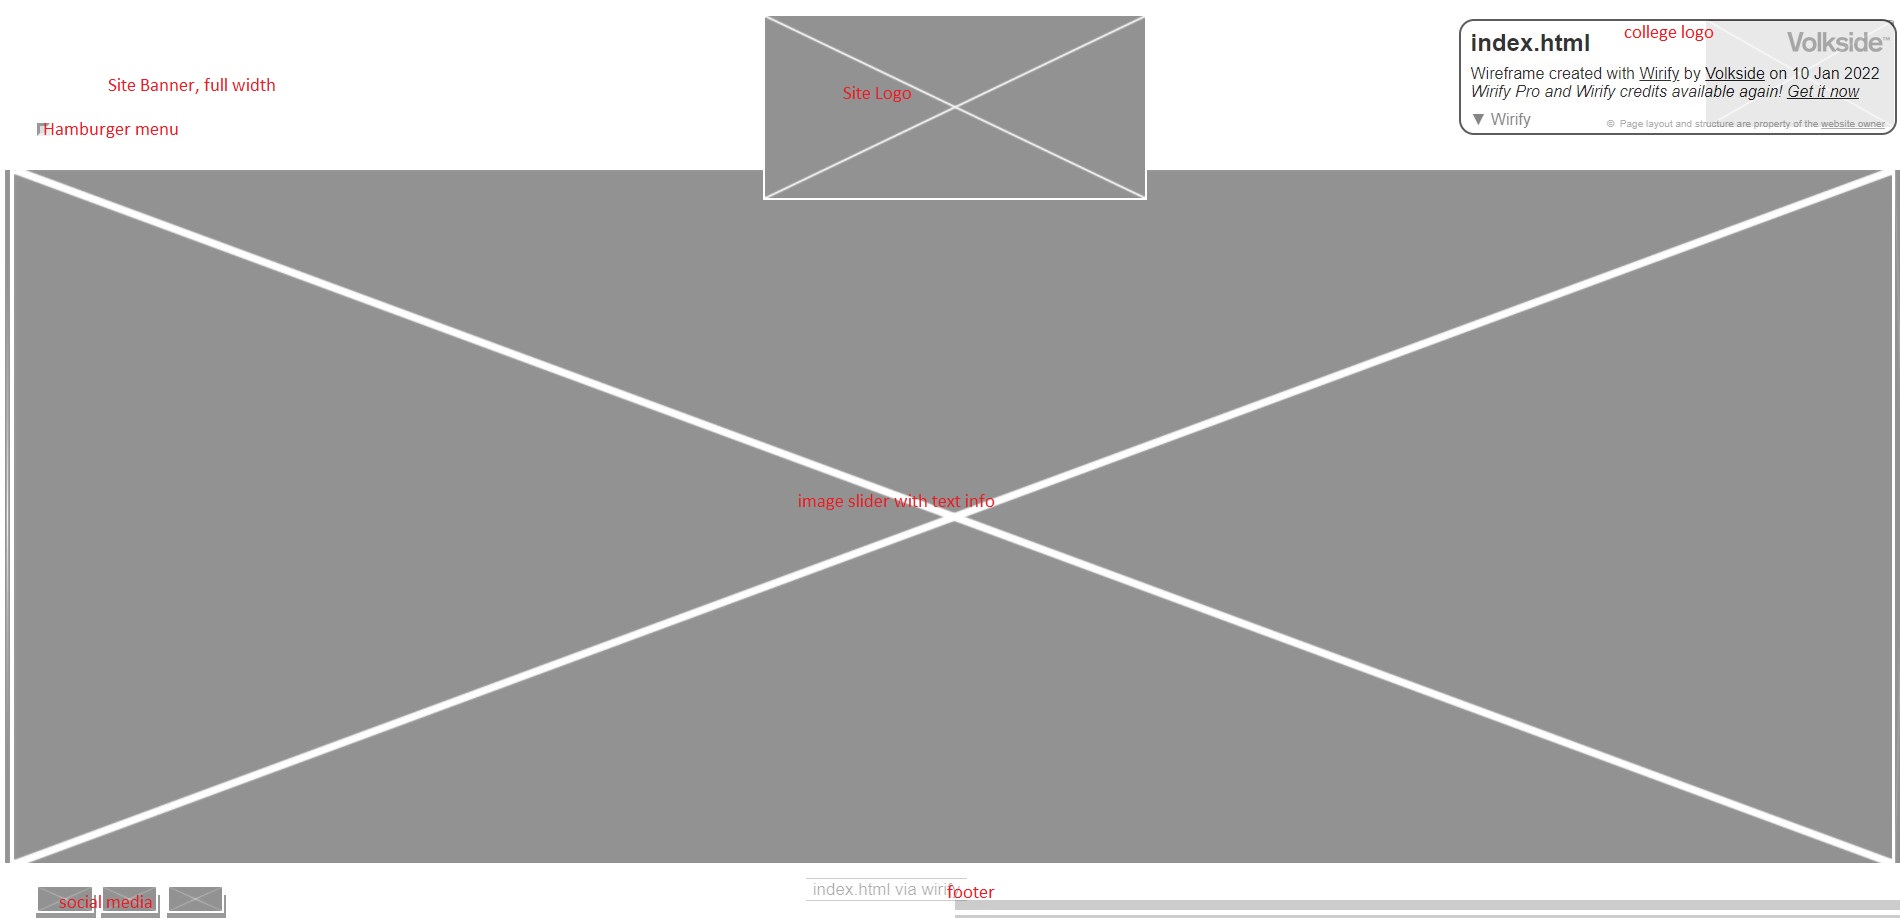 college logo
index.html
Volkside™
Site Banner, full width
Wireframe created with Wirify by Volkside on 10 Jan 2022
Site Logo
Wirify Pro and Wirify credits available again! Get it now
▼ Wirify
© Page layout and structure are property of the website owner
Hamburger menu
image slider with text info
social media
index.html via wirify
footer